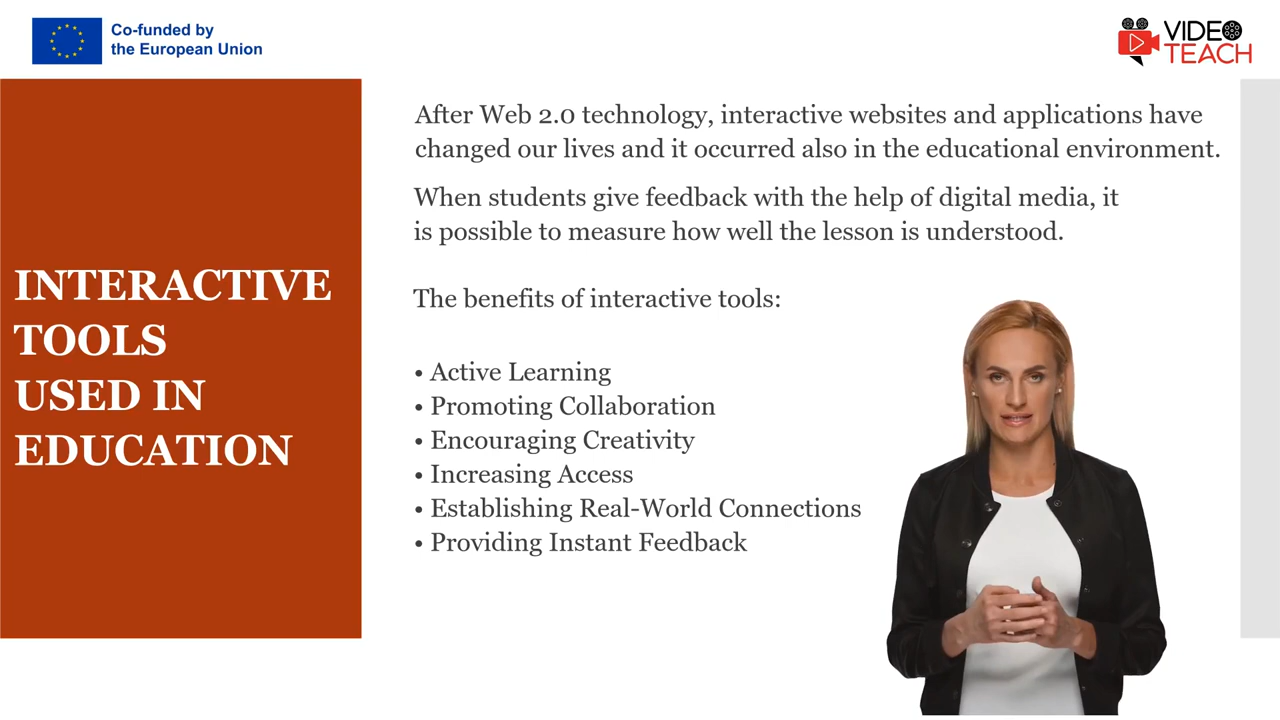 Co-funded by
the European Union
VIDEO
TEACH
INTERACTIVE
TOOLS
USED IN
EDUCATION
After Web 2.0 technology, interactive websites and applications have
changed our lives and it occurred also in the educational environment.
When students give feedback with the help of digital media, it
is possible to measure how well the lesson is understood.
The benefits of interactive tools:
• Active Learning
• Promoting Collaboration
• Encouraging Creativity
• Increasing Access
• Establishing Real-World Connections
• Providing Instant Feedback